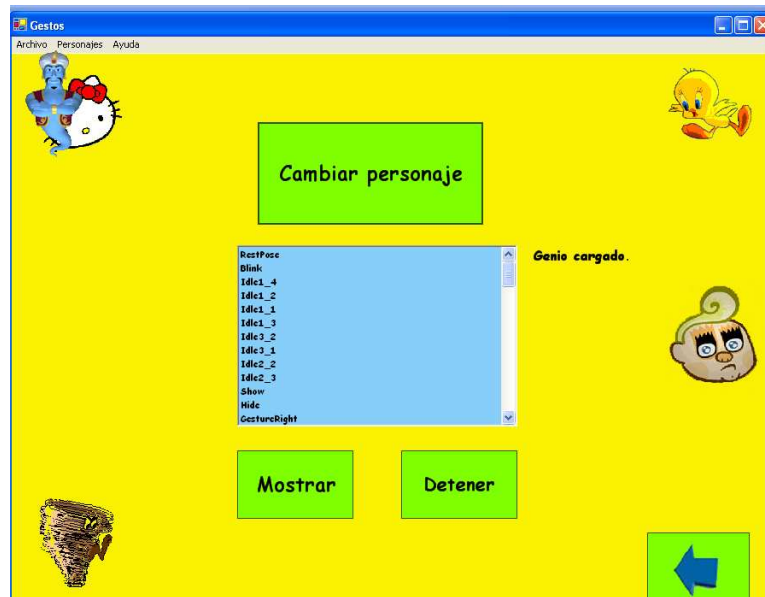 Gestos
Archivo Personajes Ayuda
Cambiar personaje
RestPose
Blink
Idle1_4
Idle1_2
Idle1_1
Idle1_3
Idle3_2
Idle3_1
Idle2_2
Idle2_3
Show
Hide
GestureRight
Genio cargado.
Mostrar
Detener